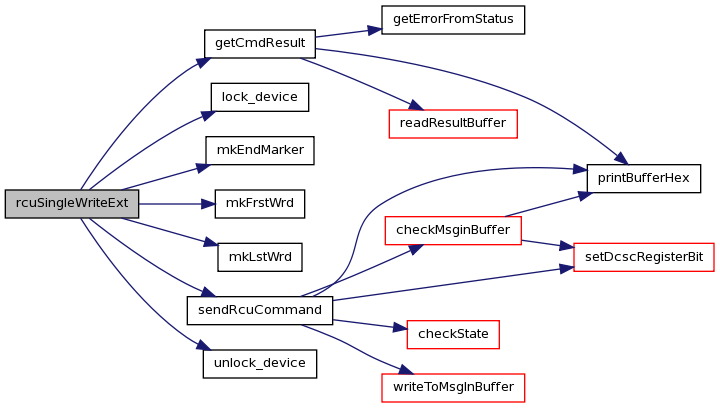 getErrorFromStatus
getCmdResult
lock_device
readResultBuffer
mkEndMarker
printBufferHex
rcuSingleWriteExt
mkFrstWrd
checkMsginBuffer
mkLstWrd
setDcscRegisterBit
sendRcuCommand
checkState
unlock_device
writeToMsgInBuffer